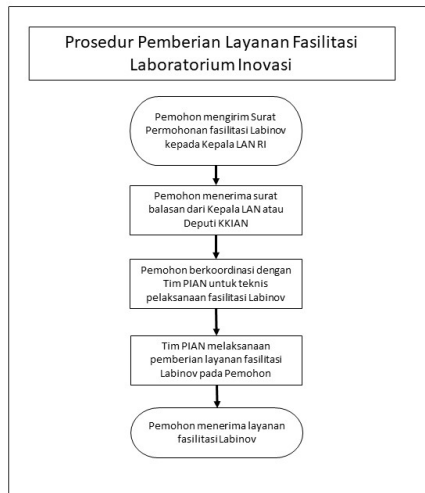 Prosedur Pemberian Layanan Fasilitasi
Laboratorium Inovasi
Pemohon mengirim Surat
Permohonan fasilitasi Labinov
kepada Kepala LAN RI
Pemohon menerima surat
balasan dari Kepala LAN atau
Deputi KKIAN
Pemohon berkoordinasi dengan
Tim PIAN untuk teknis
pelaksanaan fasilitasi Labinov
Tim PIAN melaksanaan
pemberian layanan fasilitasi
Labinov pada Pemohon
Pemohon menerima layanan
fasilitasi Labinov